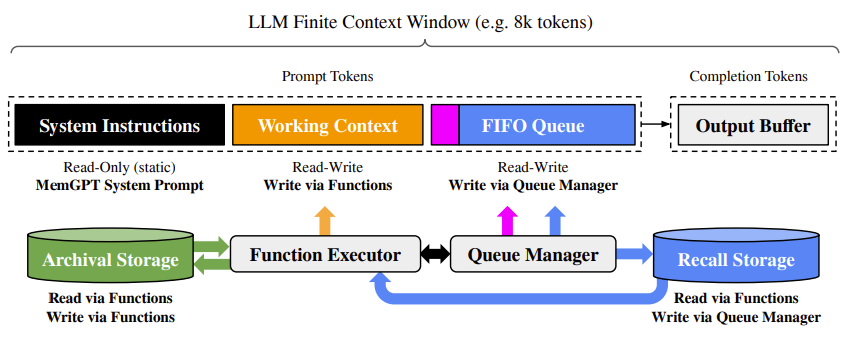 LLM Finite Context Window (e.g. 8k tokens)
Prompt Tokens
Completion Tokens
System Instructions
Working Context
FIFO Queue
Output Buffer
Read-Only (static)
MemGPT System Prompt
Read-Write
Write via Functions
Read-Write
Write via Queue Manager
Archival Storage
Function Executor
Queue Manager
Recall Storage
Read via Functions
Write via Functions
Read via Functions
Write via Queue Manager